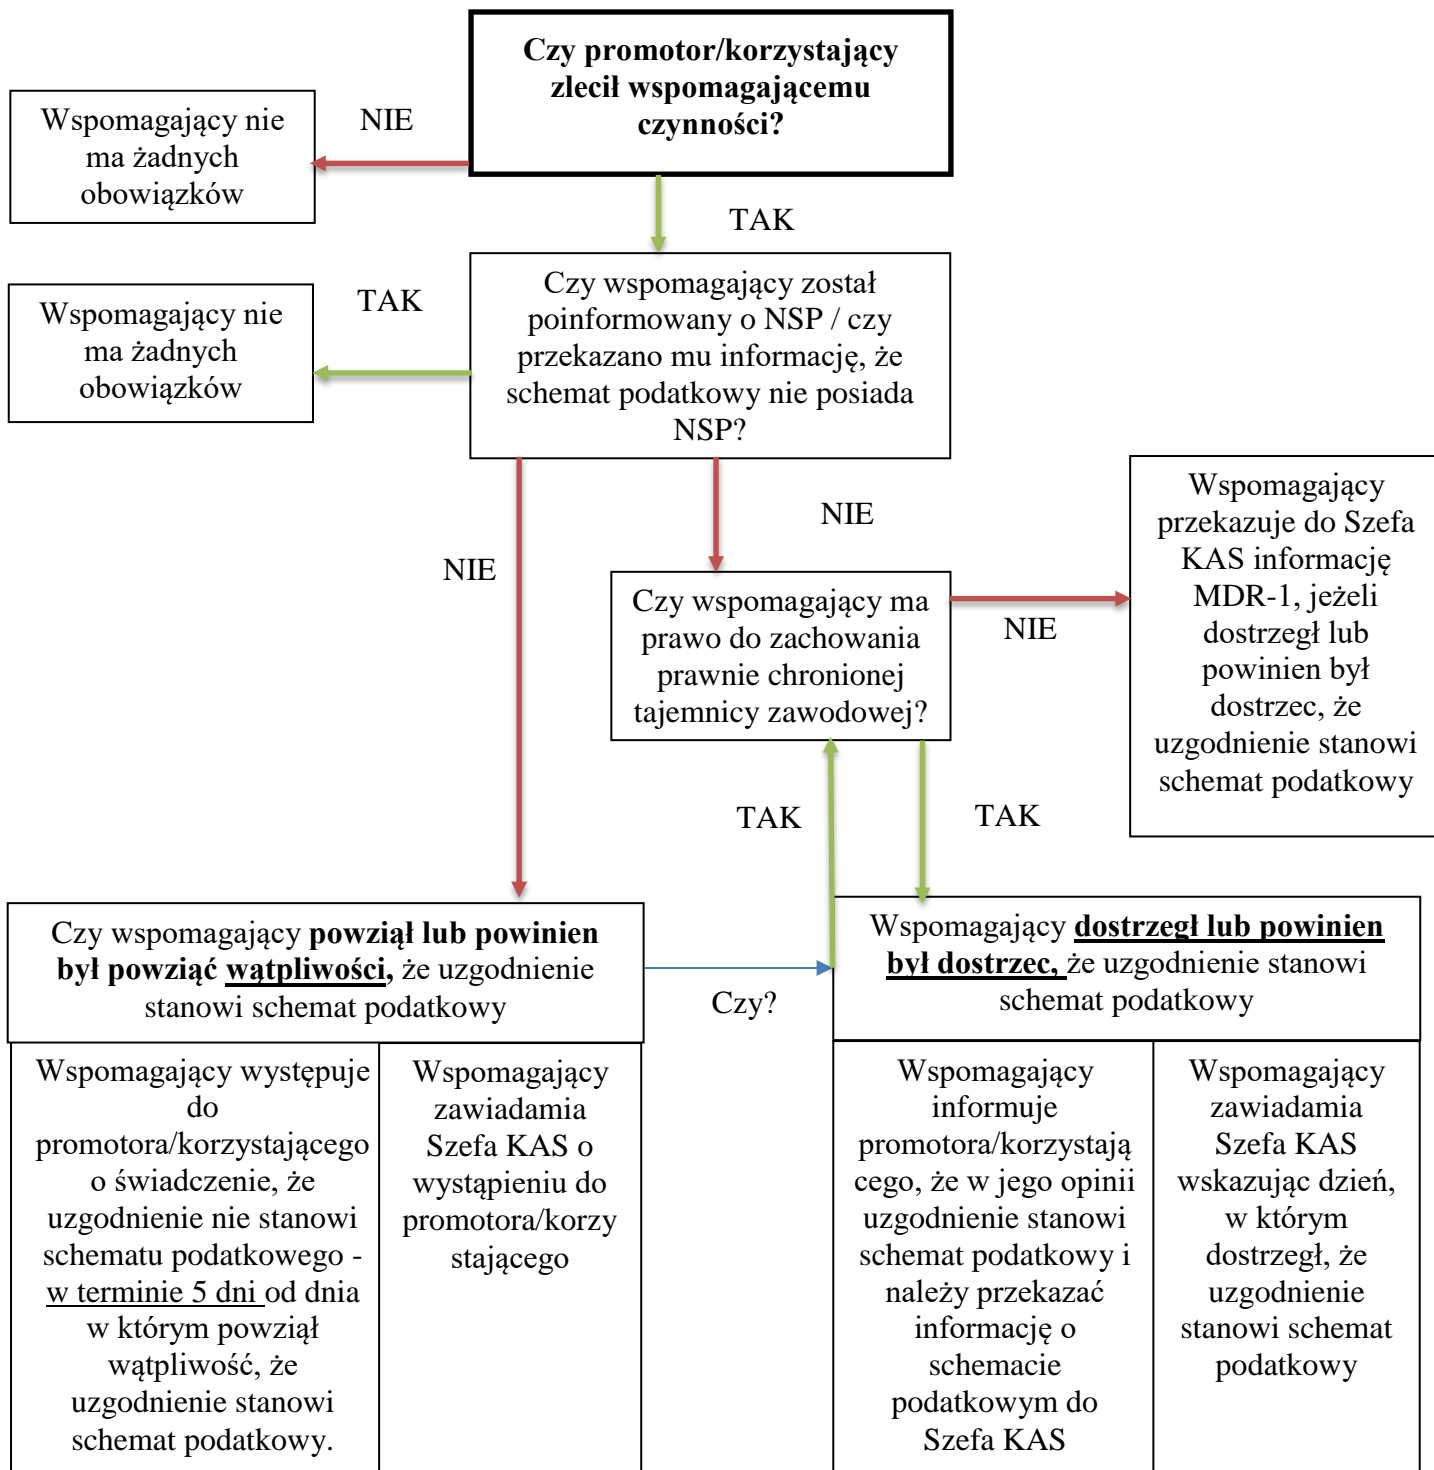 Czy promotor/korzystający
zlecił wspomagającemu
czynności?
NIE
Wspomagający nie
ma żadnych
obowiązków
TAK
Czy wspomagający został
poinformowany o NSP / czy
przekazano mu informację, że
schemat podatkowy nie posiada
NSP?
TAK
Wspomagający nie
ma żadnych
obowiązków
NIE
NIE
Czy wspomagający ma
prawo do zachowania
prawnie chronionej
tajemnicy zawodowej?
NIE
Wspomagający
przekazuje do Szefa
KAS informację
MDR-1, jeżeli
dostrzegł lub
powinien był
dostrzec, że
uzgodnienie stanowi
schemat podatkowy
TAK
TAK
Czy wspomagający powziął lub powinien
był powziąć wątpliwości, że uzgodnienie
stanowi schemat podatkowy
Czy?
Wspomagający dostrzegł lub powinien
był dostrzec, że uzgodnienie stanowi
schemat podatkowy
Wspomagający występuje
do
promotora/korzystającego
o świadczenie, że
uzgodnienie nie stanowi
schematu podatkowego -
w terminie 5 dni od dnia
w którym powziął
wątpliwość, że
uzgodnienie stanowi
schemat podatkowy.
Wspomagający
zawiadamia
Szefa KAS o
wystąpieniu do
promotora/korzy
stającego
Wspomagający
informuje
promotora/korzystają
cego, że w jego opinii
uzgodnienie stanowi
schemat podatkowy i
należy przekazać
informację o
schemacie
podatkowym do
Szefa KAS
Wspomagający
zawiadamia
Szefa KAS
wskazując dzień,
w którym
dostrzegł, że
uzgodnienie
stanowi schemat
podatkowy